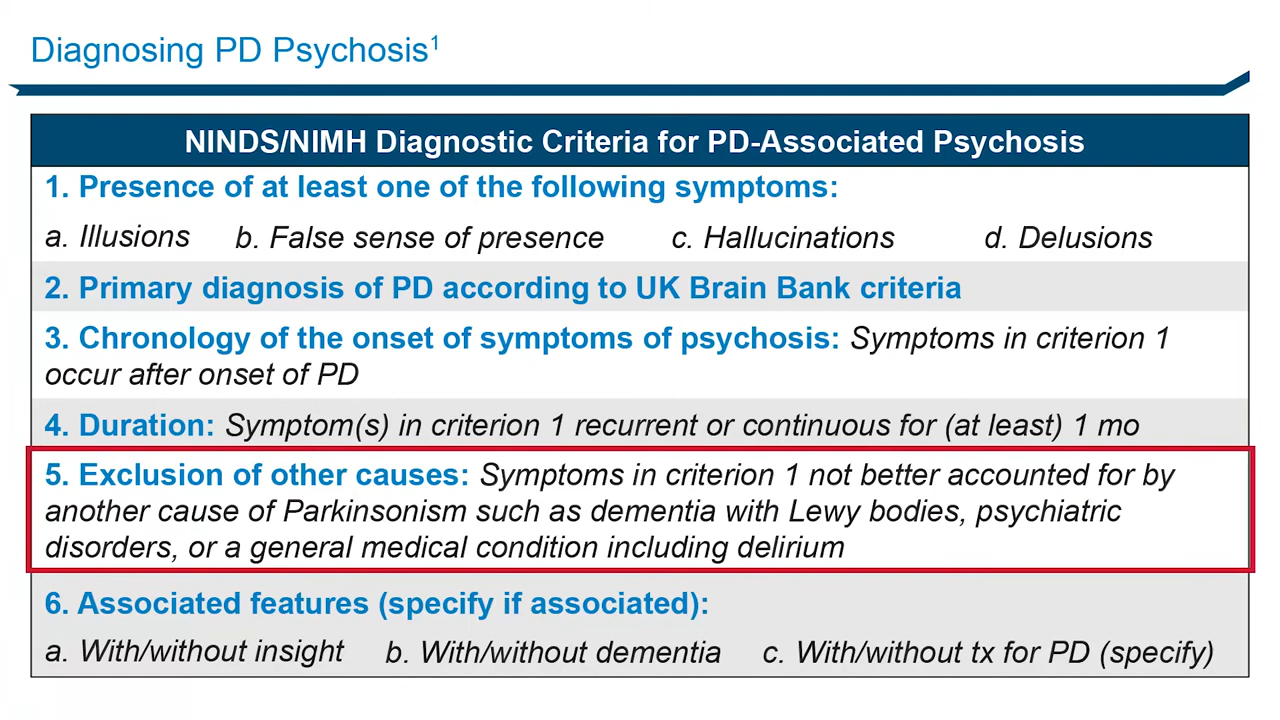 Diagnosing PD Psychosis1
NINDS/NIMH Diagnostic Criteria for PD-Associated Psychosis
1. Presence of at least one of the following symptoms:
a. Illusions b. False sense of presence c. Hallucinations d. Delusions
2. Primary diagnosis of PD according to UK Brain Bank criteria
3. Chronology of the onset of symptoms of psychosis: Symptoms in criterion 1
occur after onset of PD
4. Duration: Symptom(s) in criterion 1 recurrent or continuous for (at least) 1 mo
5. Exclusion of other causes: Symptoms in criterion 1 not better accounted for by
another cause of Parkinsonism such as dementia with Lewy bodies, psychiatric
disorders, or a general medical condition including delirium
6. Associated features (specify if associated):
a. With/without insight b. With/without dementia c. With/without tx for PD (specify)